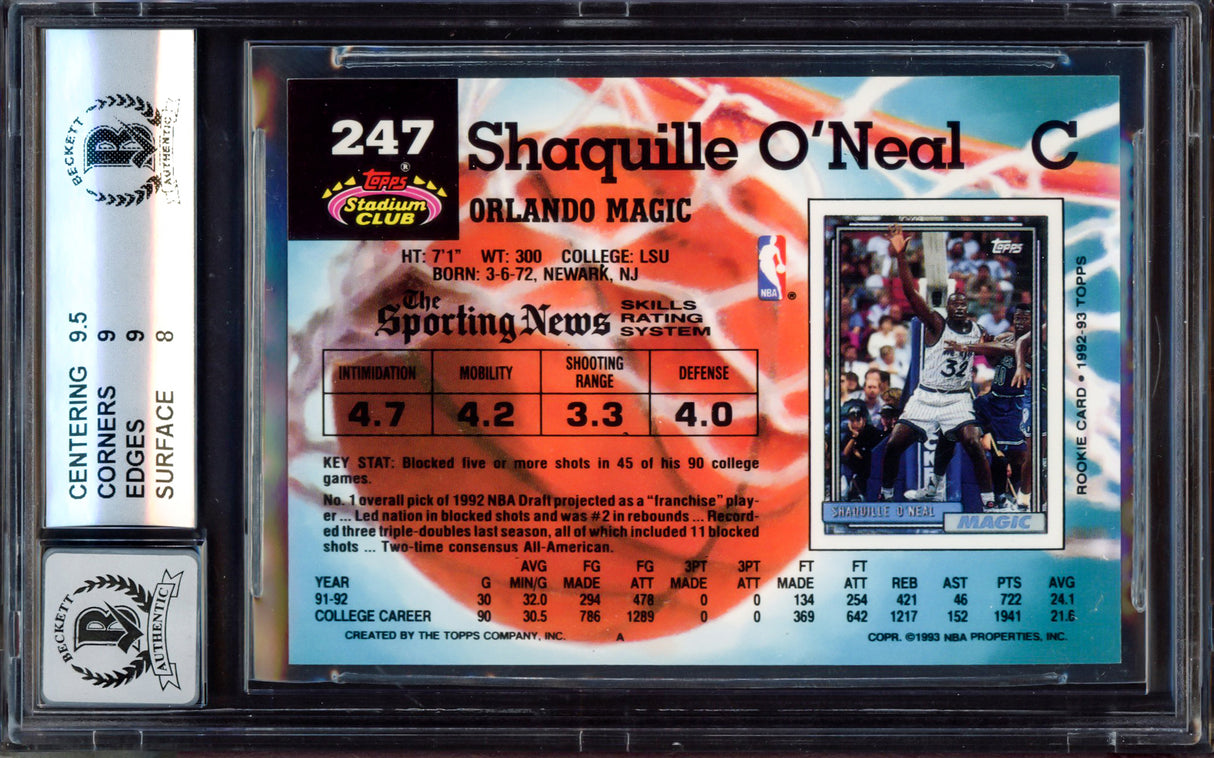 BECKETT
AUTHENTIC
CENTERING 9.5
CORNERS 9
EDGES 9
SURFACE 8
BECKETT
AUTHENTIC
247
Topps®
Stadium
CLUB
Shaquille O'Neal C
ORLANDO MAGIC
HT: 7'1" WT: 300 COLLEGE: LSU
BORN: 3-6-72, NEWARK, NJ
NBA ®
The
Sporting News
SKILLS
RATING
SYSTEM
INTIMIDATION MOBILITY SHOOTING RANGE DEFENSE
4.7 4.2 3.3 4.0
KEY STAT: Blocked five or more shots in 45 of his 90 college
games.
No. 1 overall pick of 1992 NBA Draft projected as a "franchise" play-
er ... Led nation in blocked shots and was #2 in rebounds ... Record-
ed three triple-doubles last season, all of which included 11 blocked
shots ... Two-time consensus All-American.
Topps
32
SHAQUILLE O'NEAL
MAGIC
ROOKIE CARD • 1992-93 TOPPS
AVG FG FG 3PT 3PT FT FT
YEAR G MIN/G MADE ATT MADE ATT MADE ATT REB AST PTS AVG
91-92 30 32.0 294 478 0 0 134 254 421 46 722 24.1
COLLEGE CAREER 90 30.5 786 1289 0 0 369 642 1217 152 1941 21.6
CREATED BY THE TOPPS COMPANY, INC. A COPR. ©1993 NBA PROPERTIES, INC.